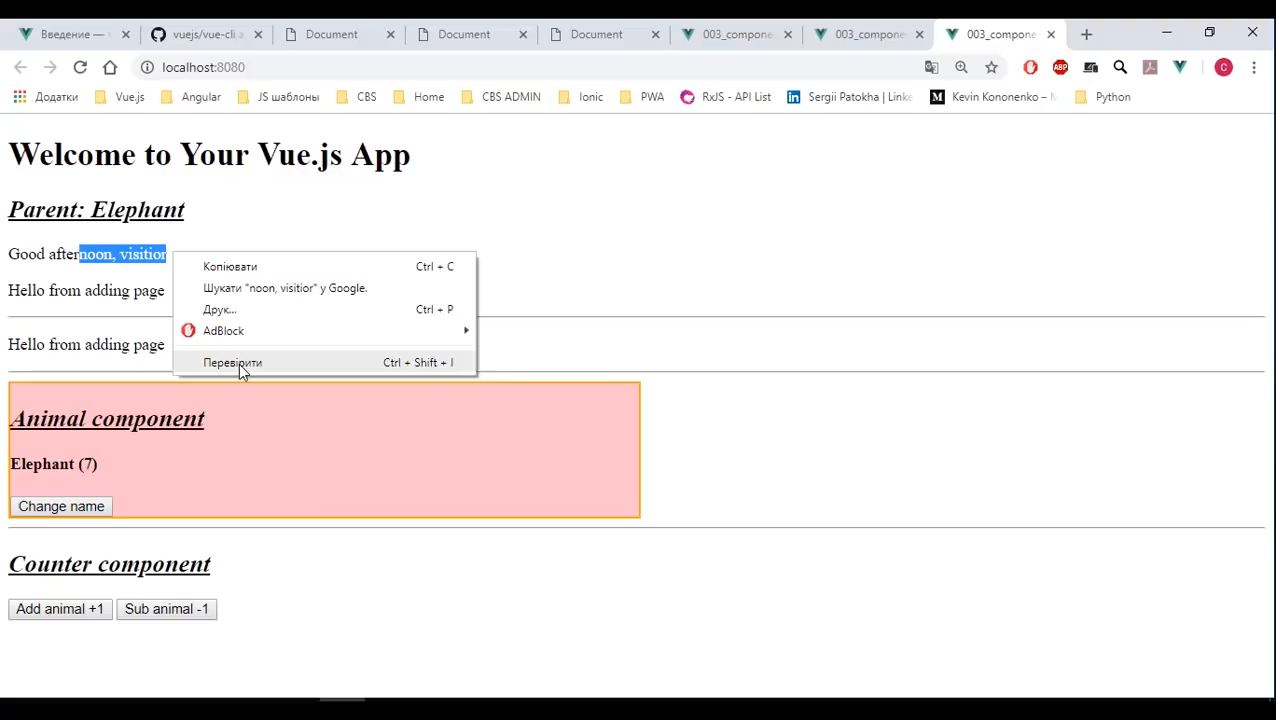 Введение —
vuejs/vue-cli a
Document
Document
Document
003_compone
003_compone
003_compone
localhost:8080
ABP
C
Додатки
Vue.js
Angular
JS шаблоны
CBS
Home
CBS ADMIN
Ionic
PWA
RxJS - API List
Sergii Patokha | Linke
Kevin Kononenko –
Python
Welcome to Your Vue.js App
Parent: Elephant
Good afternoon, visitior
Hello from adding page
Hello from adding page
Копіювати Ctrl + C
Шукати "noon, visitior" у Google.
Друк... Ctrl + P
AdBlock
Перевірити Ctrl + Shift + I
Animal component
Elephant (7)
Change name
Counter component
Add animal +1 Sub animal -1